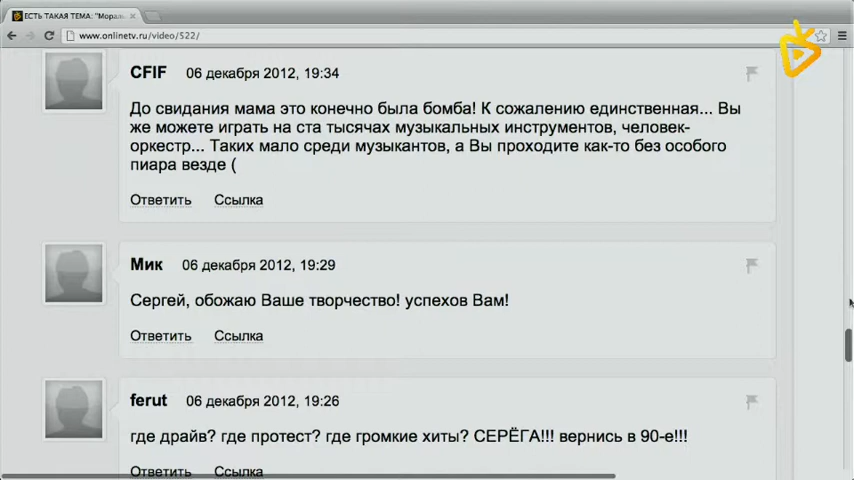 ЕСТЬ ТАКАЯ ТЕМА: "Мораль
www.onlinetv.ru/video/522/
CFIF 06 декабря 2012, 19:34
До свидания мама это конечно была бомба! К сожалению единственная... Вы
же можете играть на ста тысячах музыкальных инструментов, человек-
оркестр... Таких мало среди музыкантов, а Вы проходите как-то без особого
пиара везде (
Ответить Ссылка
Мик 06 декабря 2012, 19:29
Сергей, обожаю Ваше творчество! успехов Вам!
Ответить Ссылка
ferut 06 декабря 2012, 19:26
где драйв? где протест? где громкие хиты? СЕРЁГА!!! вернись в 90-е!!!
Ответить Ссылка